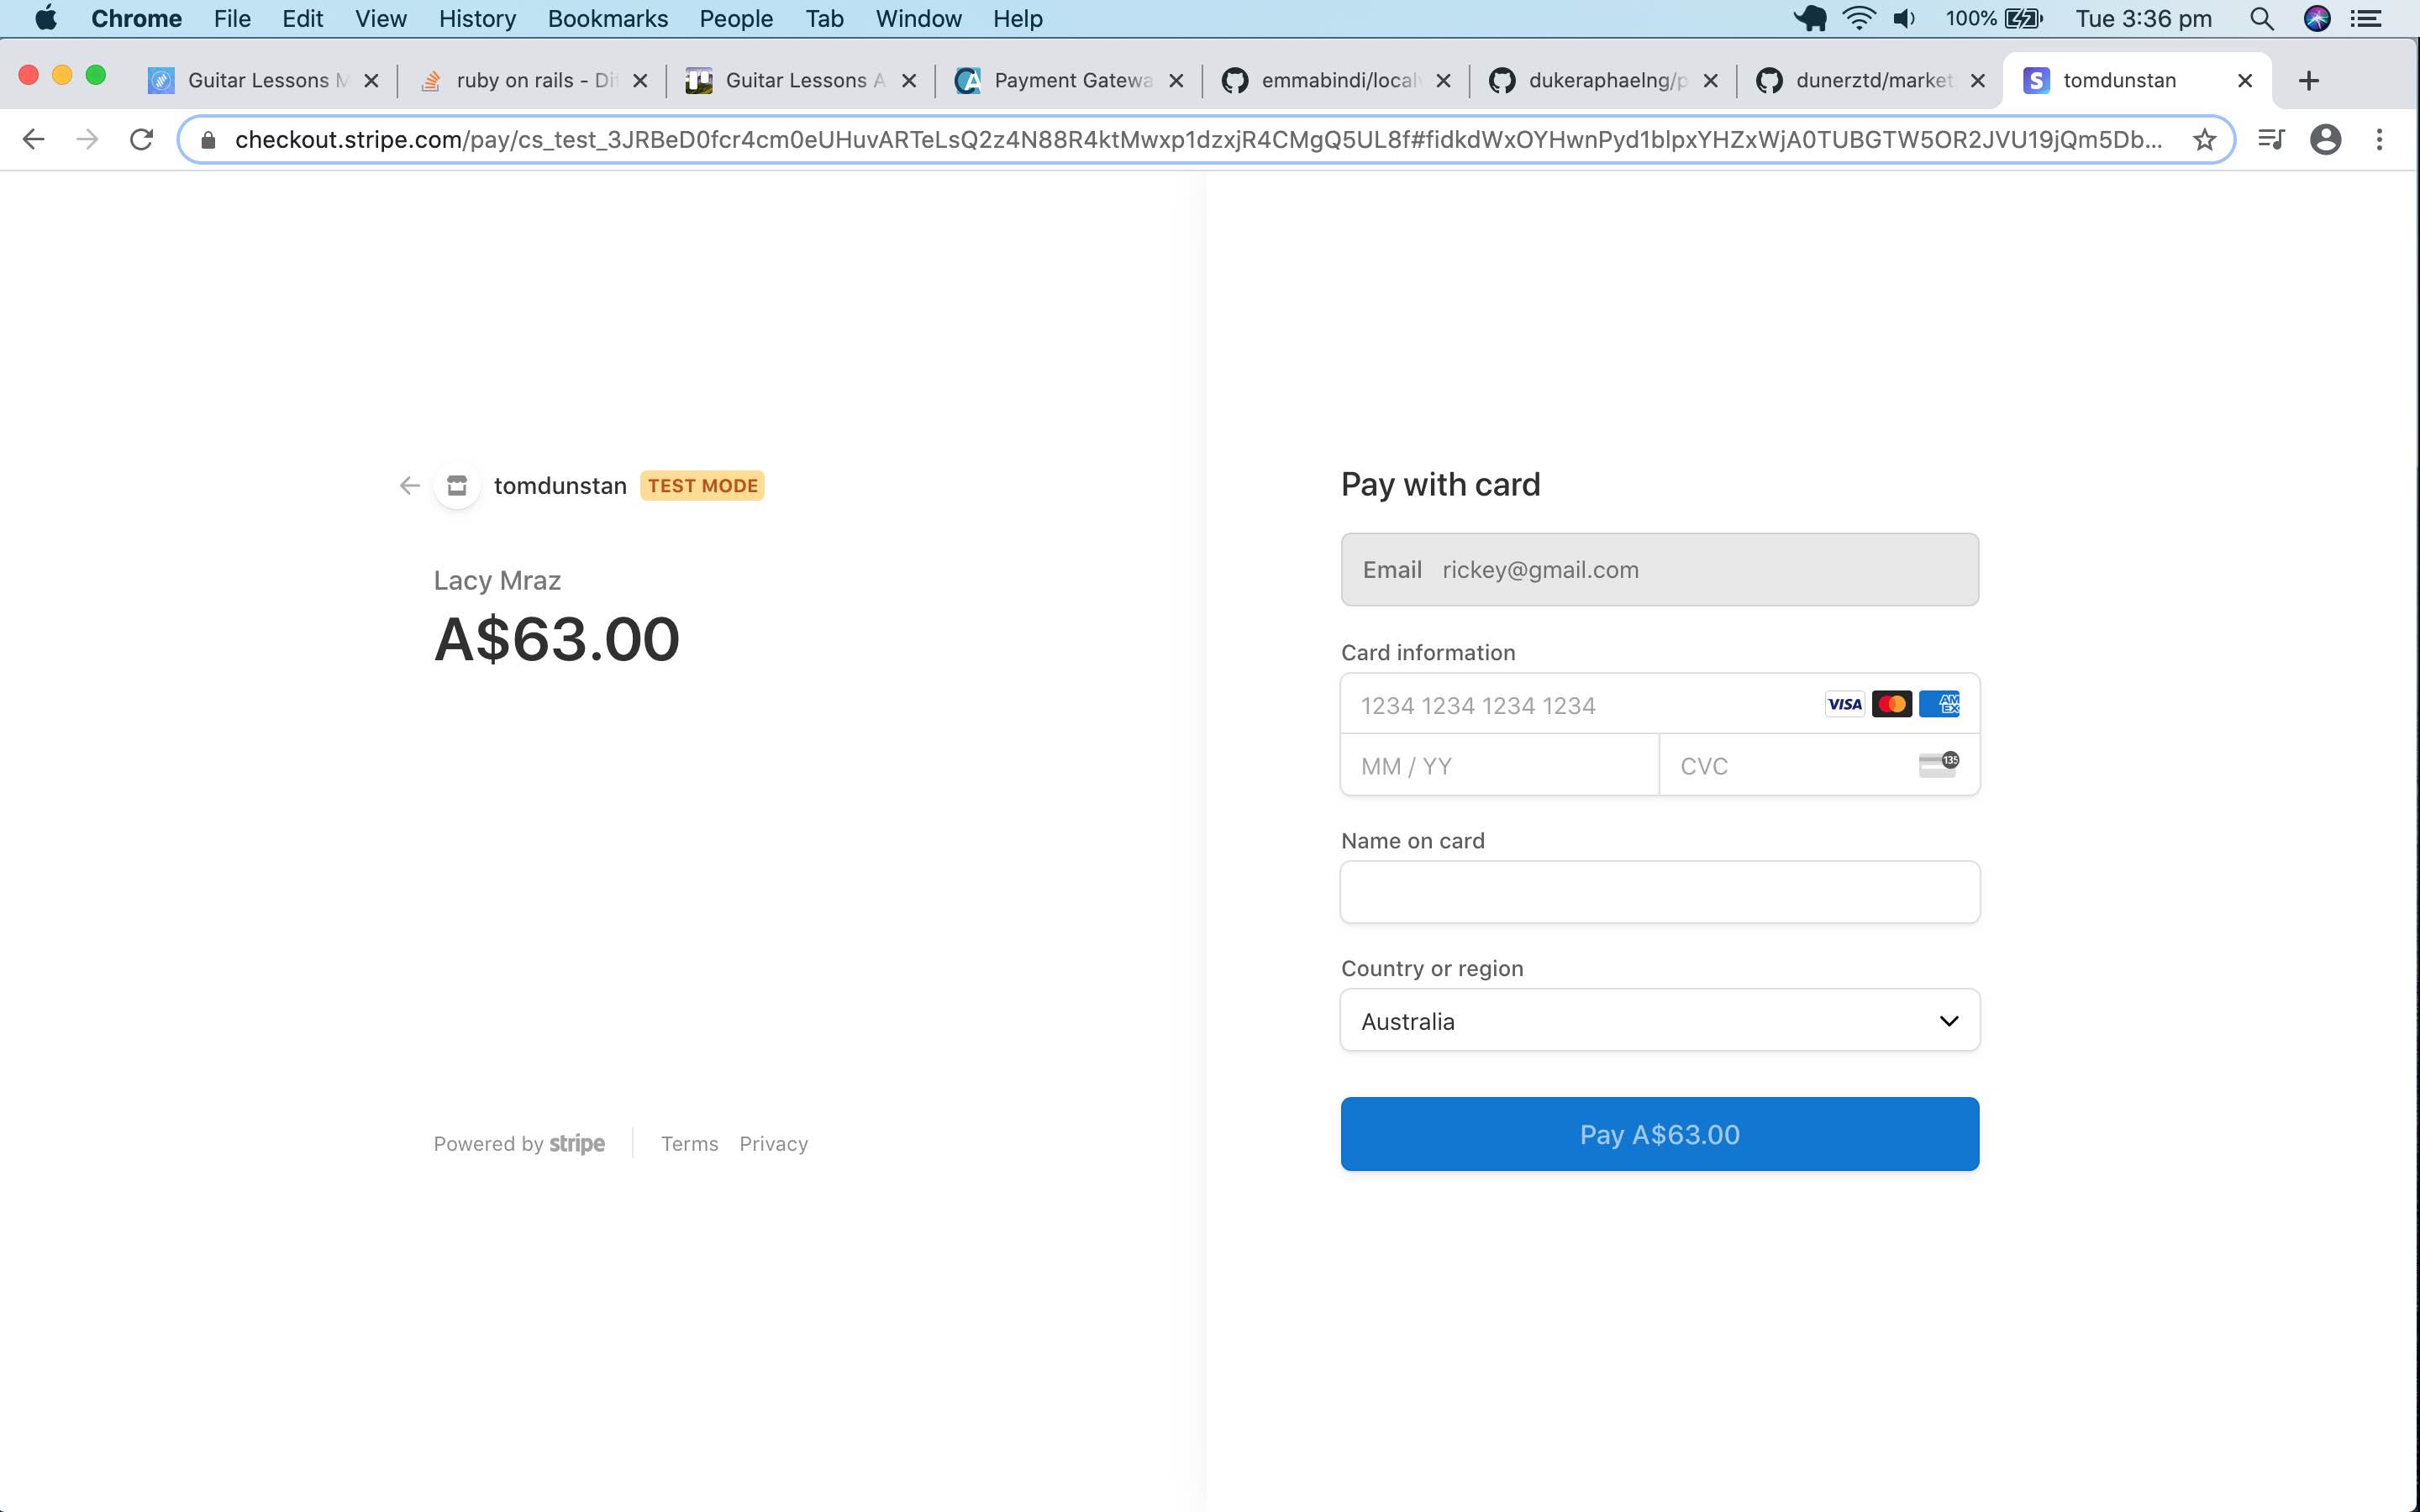 Chrome File Edit View History Bookmarks People Tab Window Help 100% Tue 3:36 pm
Guitar Lessons M ruby on rails - Di Guitar Lessons A Payment Gatewa emmabindi/local dukeraphaelng/p dunerztd/market tomdunstan
checkout.stripe.com/pay/cs_test_3JRBeD0fcr4cm0eUHuvARTeLsQ2z4N88R4ktMwxp1dzxjR4CMgQ5UL8f#fidkdWxOYHwnPyd1blpxYHZxWjA0TUBGTW5OR2JVU19jQm5Db...
tomdunstan TEST MODE
Lacy Mraz
A$63.00
Powered by stripe Terms Privacy
Pay with card
Email rickey@gmail.com
Card information
1234 1234 1234 1234 VISA AMEX
MM / YY CVC 135
Name on card
Country or region
Australia
Pay A$63.00